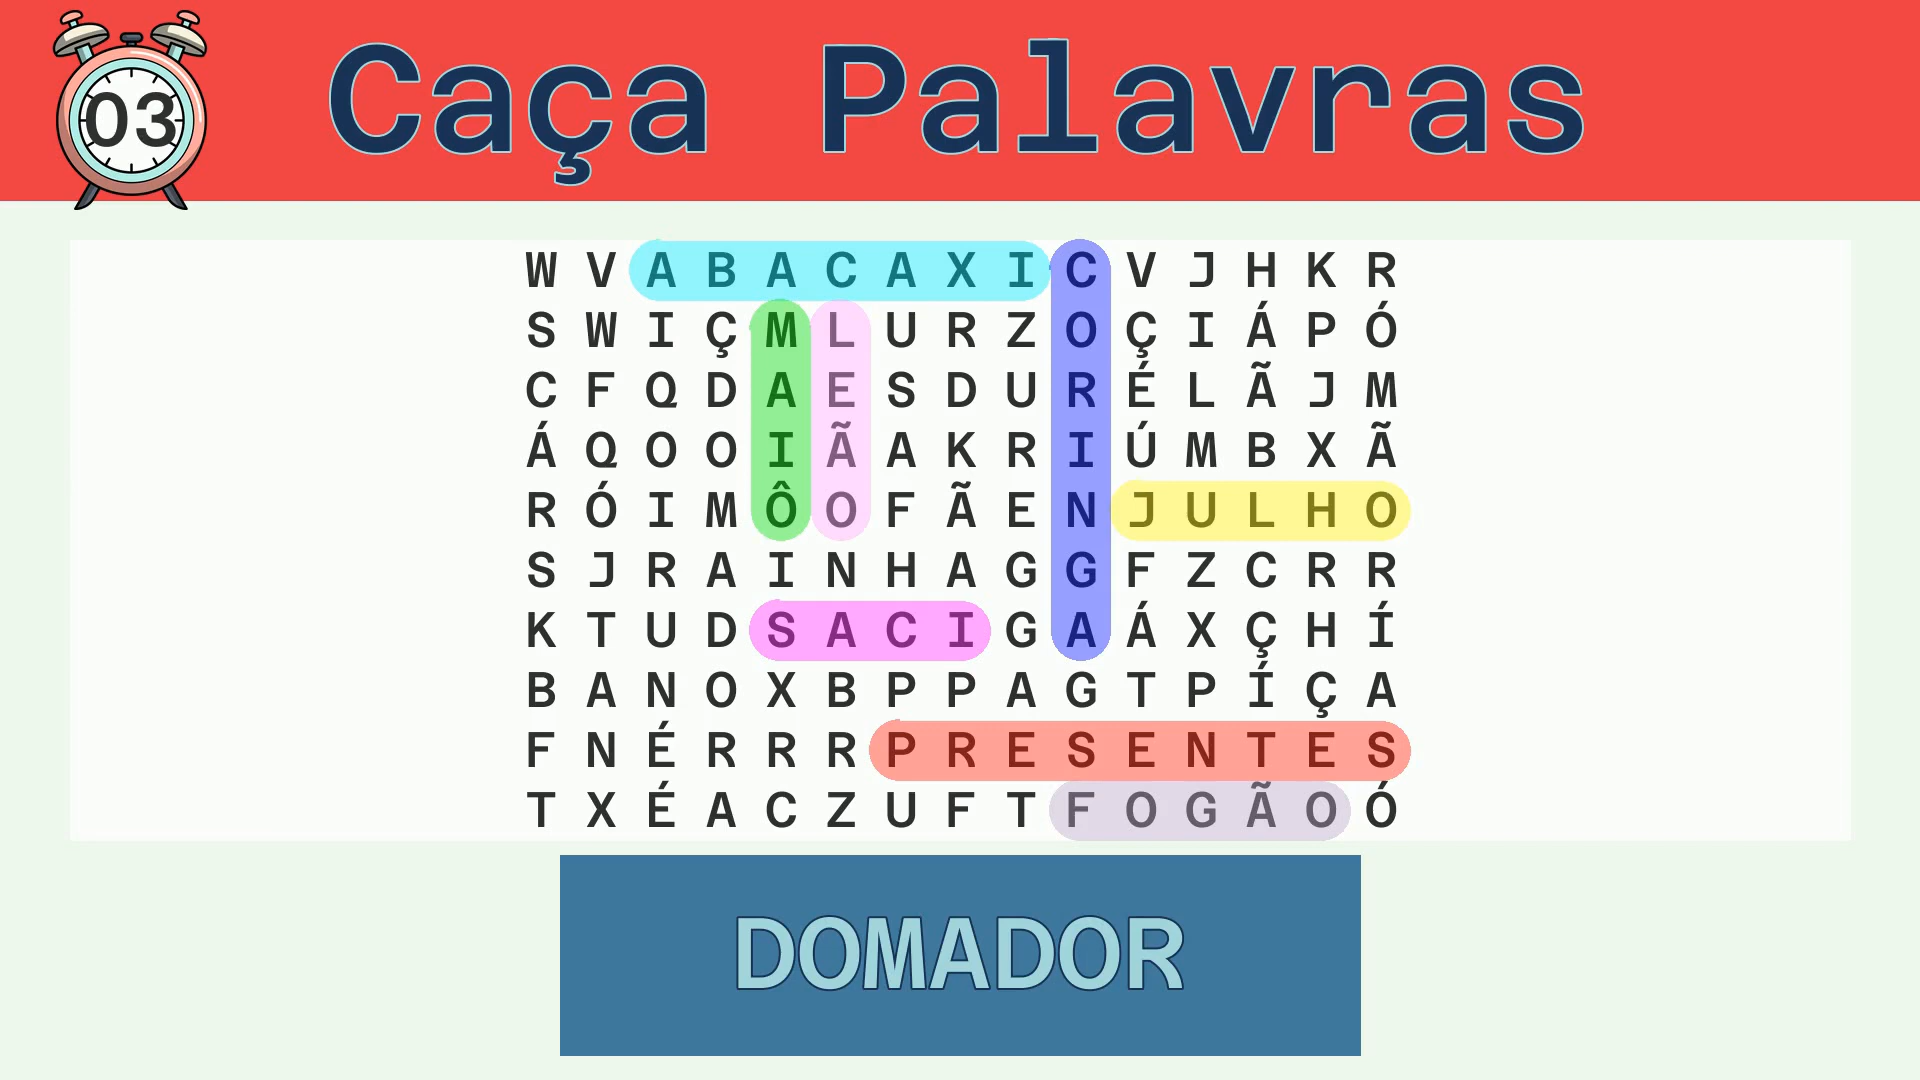 03
Caça Palavras
W V A B A C A X I C V J H K R
S W I Ç M L U R Z O Ç I Á P Ó
C F Q D A E S D U R É L Ã J M
Á Q O O I Ã A K R I Ú M B X Ã
R Ó I M Ô O F Ã E N J U L H O
S J R A I N H A G G F Z C R R
K T U D S A C I G A Á X Ç H Í
B A N O X B P P A G T P Í Ç A
F N É R R R P R E S E N T E S
T X É A C Z U F T F O G Ã O Ó
DOMADOR